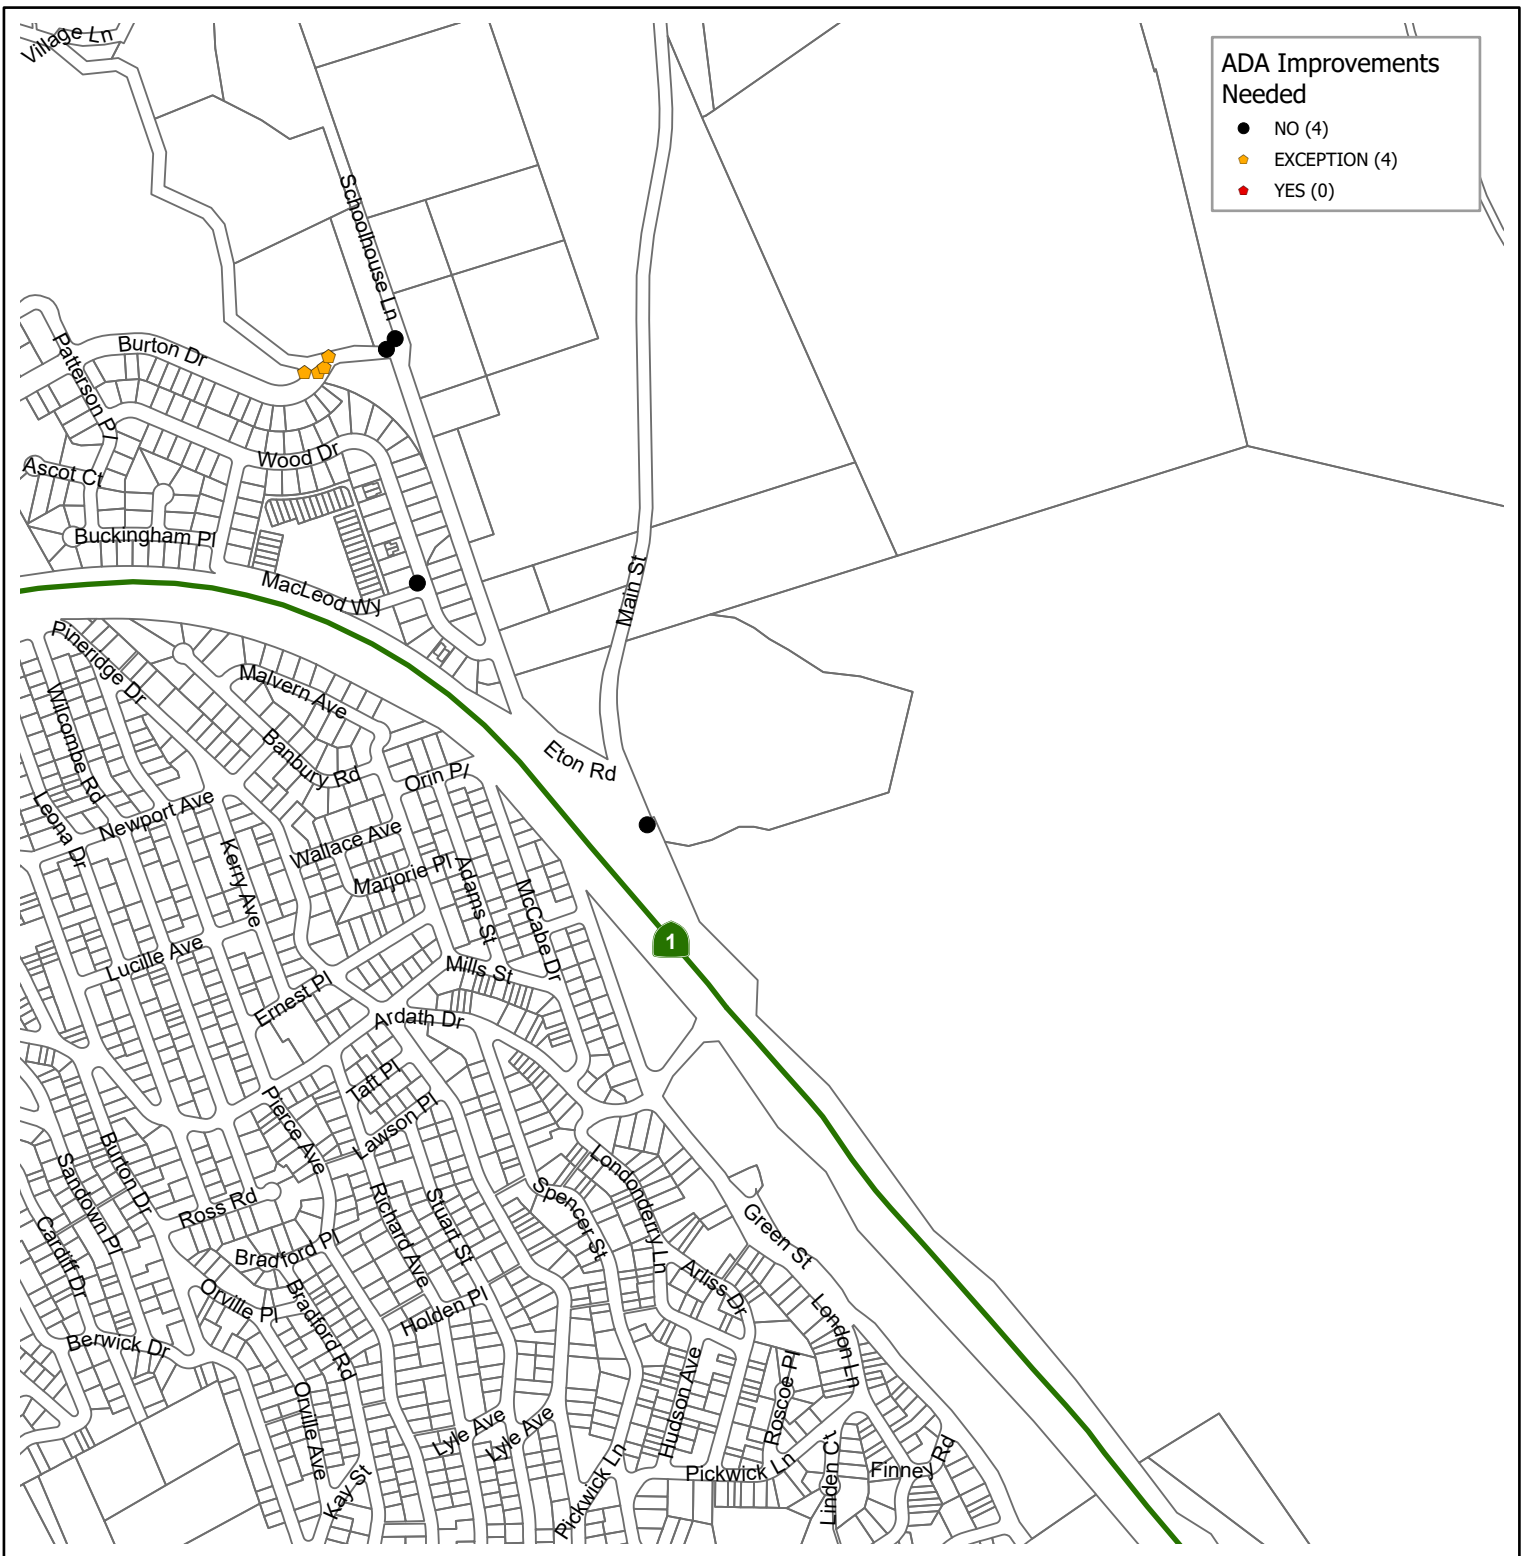 Village Ln
ADA Improvements
Needed
NO (4)
EXCEPTION (4)
YES (0)
Schoolhouse Ln
Burton Dr
Patterson Pl
Wood Dr
Ascot Ct
Buckingham Pl
MacLeod Wy
Main St
Pineridge Dr
Malvern Ave
Wilcombe Rd
Banbury Rd
Eton Rd
Orin Pl
Leona Dr
Newport Ave
Wallace Ave
Kerry Ave
Marjorie Pl
Adams St
McCabe Dr
1
Lucille Ave
Mills St
Ernest Pl
Ardath Dr
Taft Pl
Pierce Ave
Lawson Pl
Burton Dr
Sandown Pl
Londonderry Ln
Ross Rd
Richard Ave
Stuart St
Spencer St
Green St
Cardiff Dr
Bradford Pl
Arliss Dr
Orville Pl
Bradford Rd
Holden Pl
London Ln
Berwick Dr
Hudson Ave
Roscoe Pl
Orville Ave
Lyle Ave
Lyle Ave
Kay St
Pickwick Ln
Pickwick Ln
Linden Ct
Finney Rd